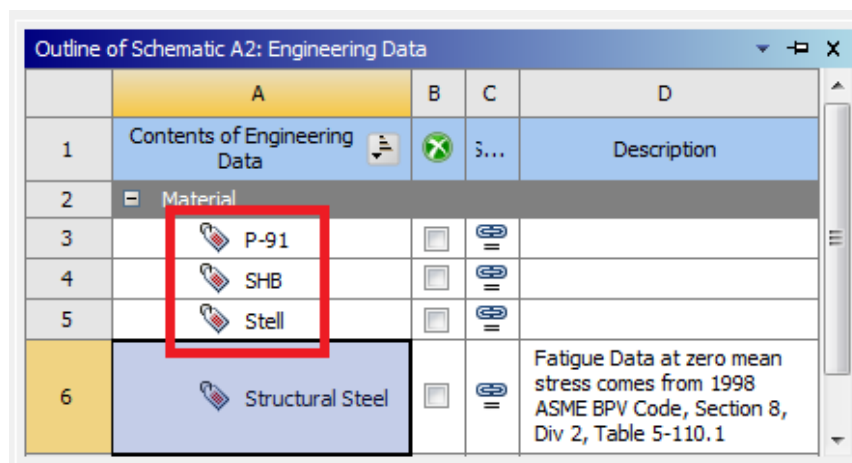 Outline of Schematic A2: Engineering Data
A B C D
1 Contents of Engineering Data S... Description
2 Material
3 P-91
4 SHB
5 Stell
6 Structural Steel
Fatigue Data at zero mean
stress comes from 1998
ASME BPV Code, Section 8,
Div 2, Table 5-110.1